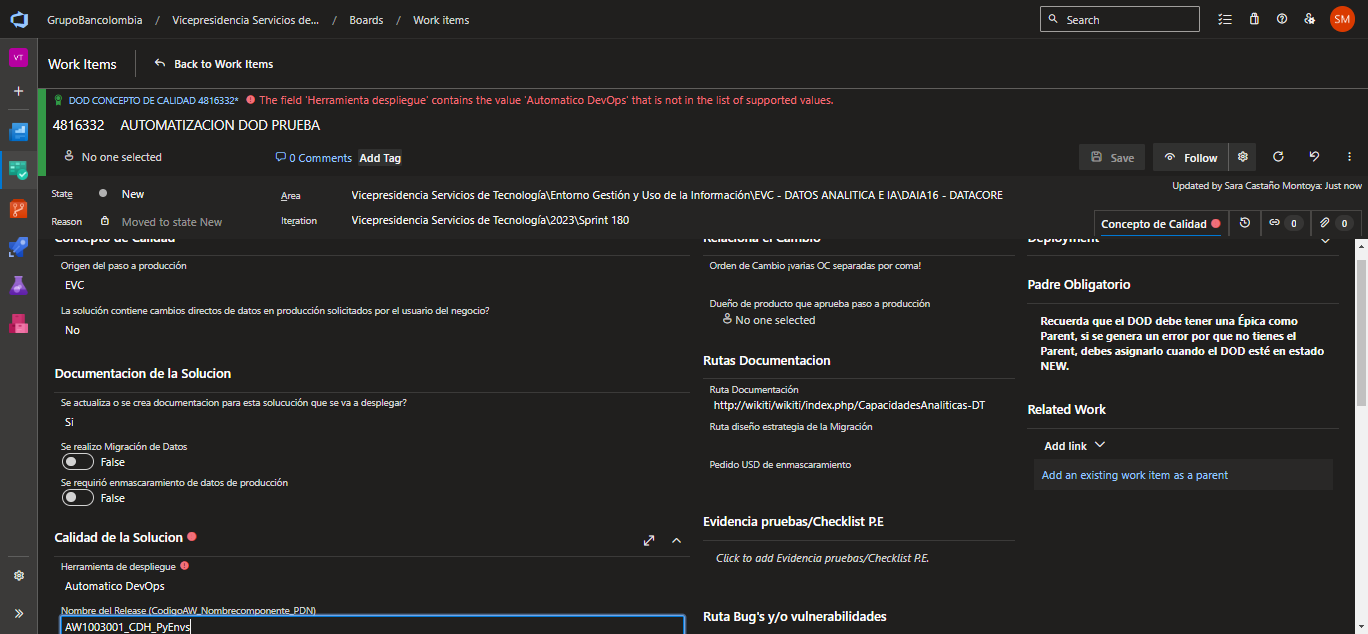 GrupoBancolombia / Vicepresidencia Servicios de... / Boards / Work items
Search
SM
VT
Work Items
Back to Work Items
DOD CONCEPTO DE CALIDAD 4816332* The field 'Herramienta despliegue' contains the value 'Automatico DevOps' that is not in the list of supported values.
4816332 AUTOMATIZACION DOD PRUEBA
No one selected
0 Comments
Add Tag
Save
Follow
State New
Area Vicepresidencia Servicios de Tecnología\Entorno Gestión y Uso de la Información\EVC - DATOS ANALITICA E IA\DAIA16 - DATACORE
Updated by Sara Castaño Montoya: Just now
Reason Moved to state New
Iteration Vicepresidencia Servicios de Tecnología\2023\Sprint 180
Concepto de Calidad
0
0
Concepto de Calidad
Origen del paso a producción
EVC
La solución contiene cambios directos de datos en producción solicitados por el usuario del negocio?
No
Documentacion de la Solucion
Se actualiza o se crea documentacion para esta solucución que se va a desplegar?
Si
Se realizo Migración de Datos
False
Se requirió enmascaramiento de datos de producción
False
Calidad de la Solucion
Herramienta de despliegue
Automatico DevOps
Nombre del Release (CodigoAW_Nombrecomponente_PDN)
AW1003001_CDH_PyEnvs
Relaciona el Cambio
Orden de Cambio ¡varias OC separadas por coma!
Dueño de producto que aprueba paso a producción
No one selected
Rutas Documentacion
Ruta Documentación
http://wikiti/wikiti/index.php/CapacidadesAnaliticas-DT
Ruta diseño estrategia de la Migración
Pedido USD de enmascaramiento
Evidencia pruebas/Checklist P.E
Click to add Evidencia pruebas/Checklist P.E.
Ruta Bug's y/o vulnerabilidades
Deployment
Padre Obligatorio
Recuerda que el DOD debe tener una Épica como
Parent, si se genera un error por que no tienes el
Parent, debes asignarlo cuando el DOD esté en estado
NEW.
Related Work
Add link
Add an existing work item as a parent